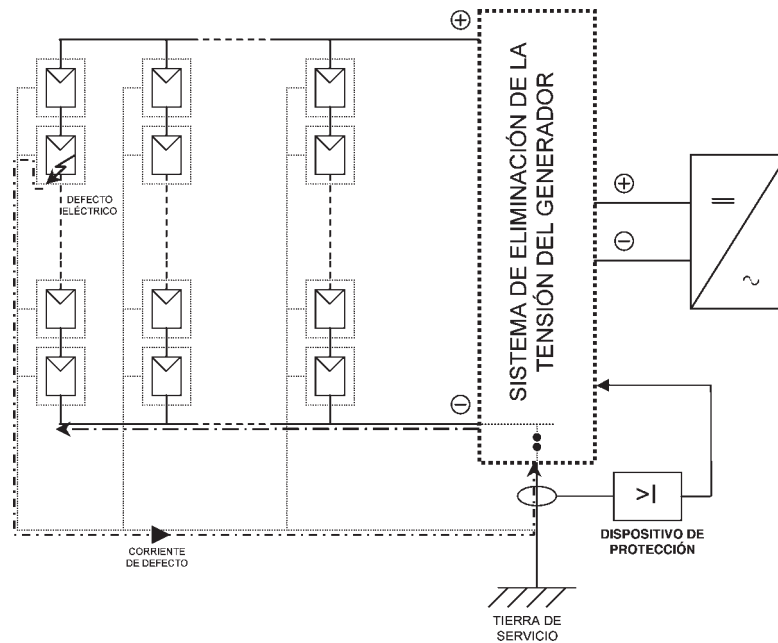 +
SISTEMA DE ELIMINACIÓN DE LA
TENSIÓN DEL GENERADOR
DEFECTO
ELÉCTRICO
+
−
=
~
−
>I
DISPOSITIVO DE
PROTECCIÓN
CORRIENTE
DE DEFECTO
TIERRA DE
SERVICIO